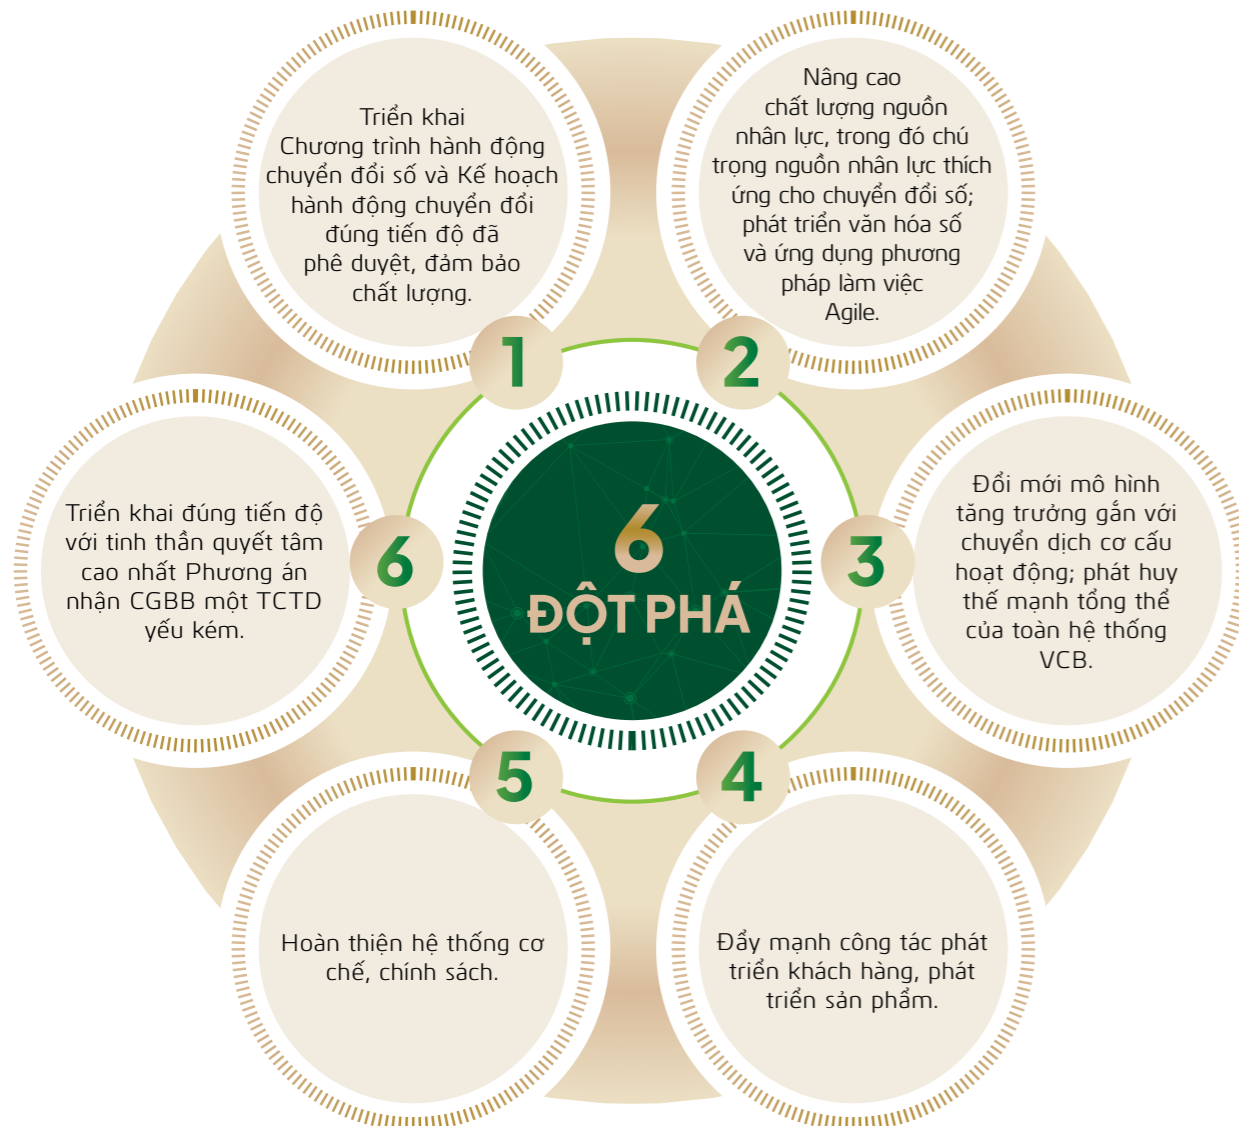 6
ĐỘT PHÁ
1
Triển khai
Chương trình hành động
chuyển đổi số và Kế hoạch
hành động chuyển đổi
đúng tiến độ đã
phê duyệt, đảm bảo
chất lượng.
2
Nâng cao
chất lượng nguồn
nhân lực, trong đó chú
trọng nguồn nhân lực thích
ứng cho chuyển đổi số;
phát triển văn hóa số
và ứng dụng phương
pháp làm việc
Agile.
3
Đổi mới mô hình
tăng trưởng gắn với
chuyển dịch cơ cấu
hoạt động; phát huy
thế mạnh tổng thể
của toàn hệ thống
VCB.
4
Đẩy mạnh công tác phát
triển khách hàng, phát
triển sản phẩm.
5
Hoàn thiện hệ thống cơ
chế, chính sách.
6
Triển khai đúng tiến độ
với tinh thần quyết tâm
cao nhất Phương án
nhận CGBB một TCTD
yếu kém.